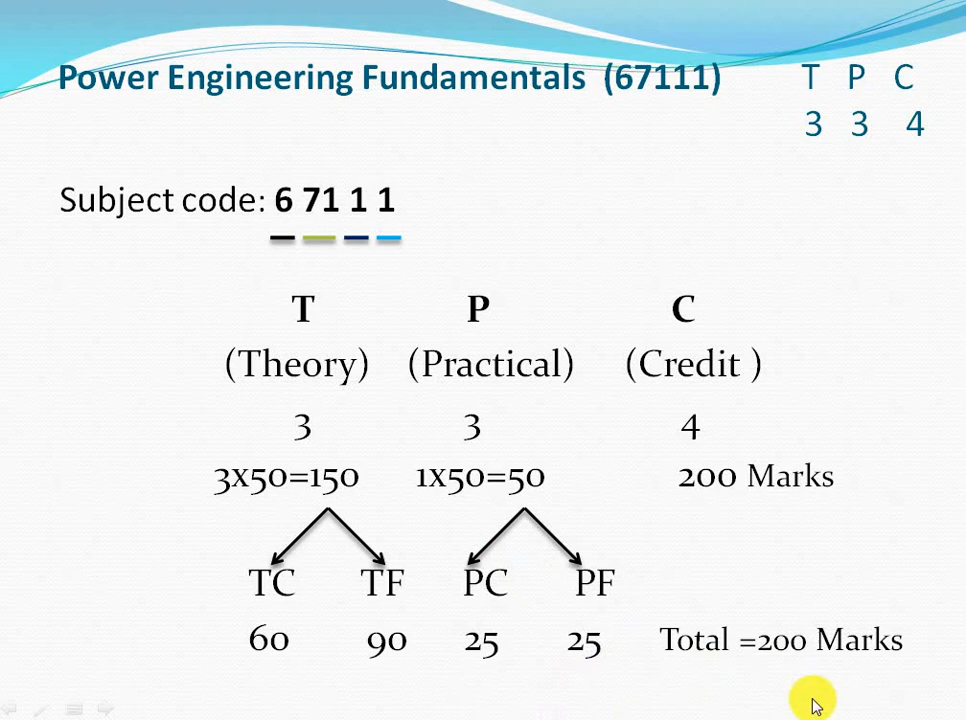 Power Engineering Fundamentals (67111) T P C
3 3 4
Subject code: 6 71 1 1
T P C
(Theory) (Practical) (Credit )
3 3 4
3x50=150 1x50=50 200 Marks
TC TF PC PF
60 90 25 25 Total =200 Marks